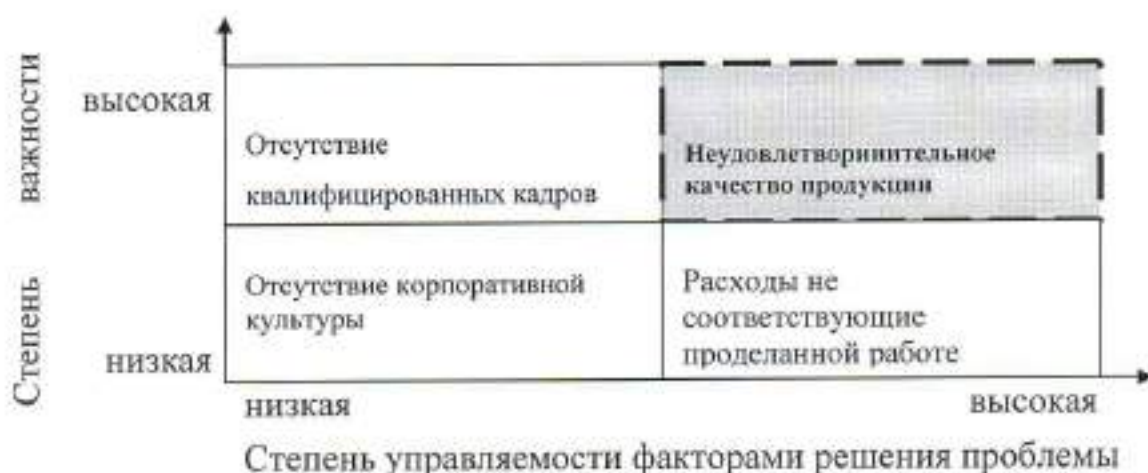 важности
Степень
высокая
низкая
Отсутствие
квалифицированных кадров
Неудовлетворинительное
качество продукции
Отсутствие корпоративной
культуры
Расходы не
соответствующие
проделанной работе
низкая
высокая
Степень управляемости факторами решения проблемы